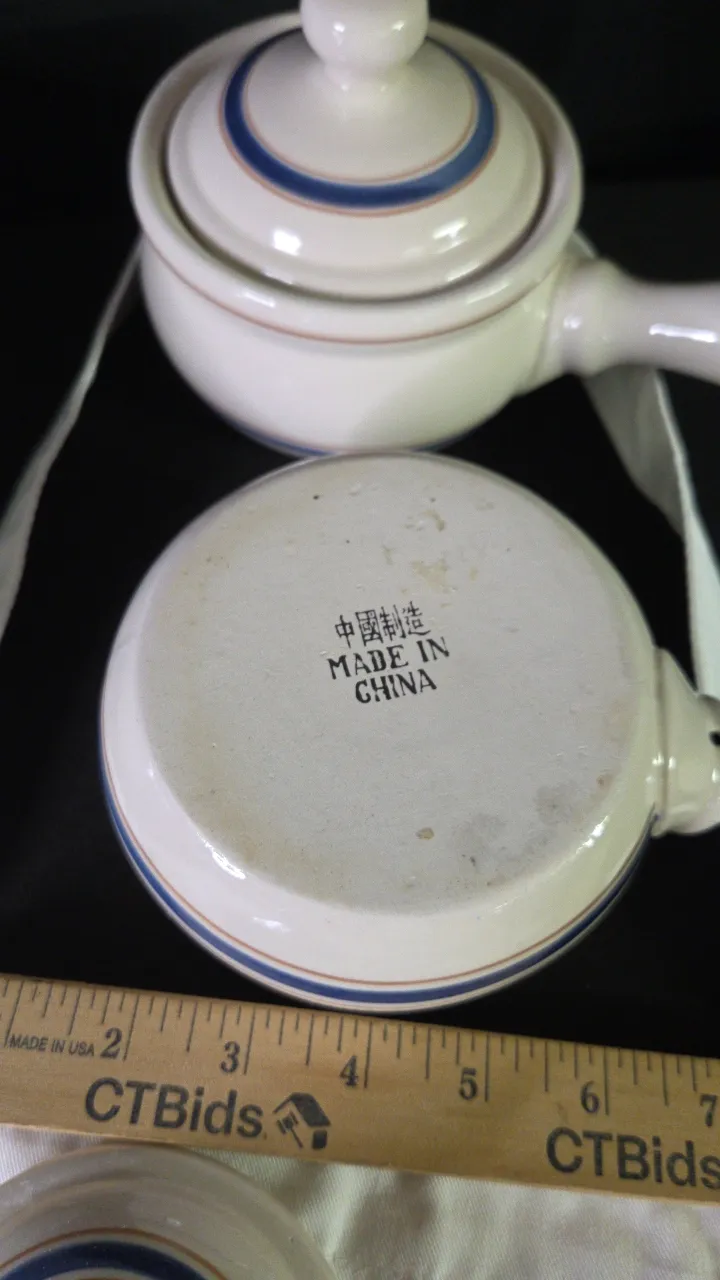 中國制造
MADE IN
CHINA
MADE IN USA 2 3 4 5 6 7
CTBids. CTBids